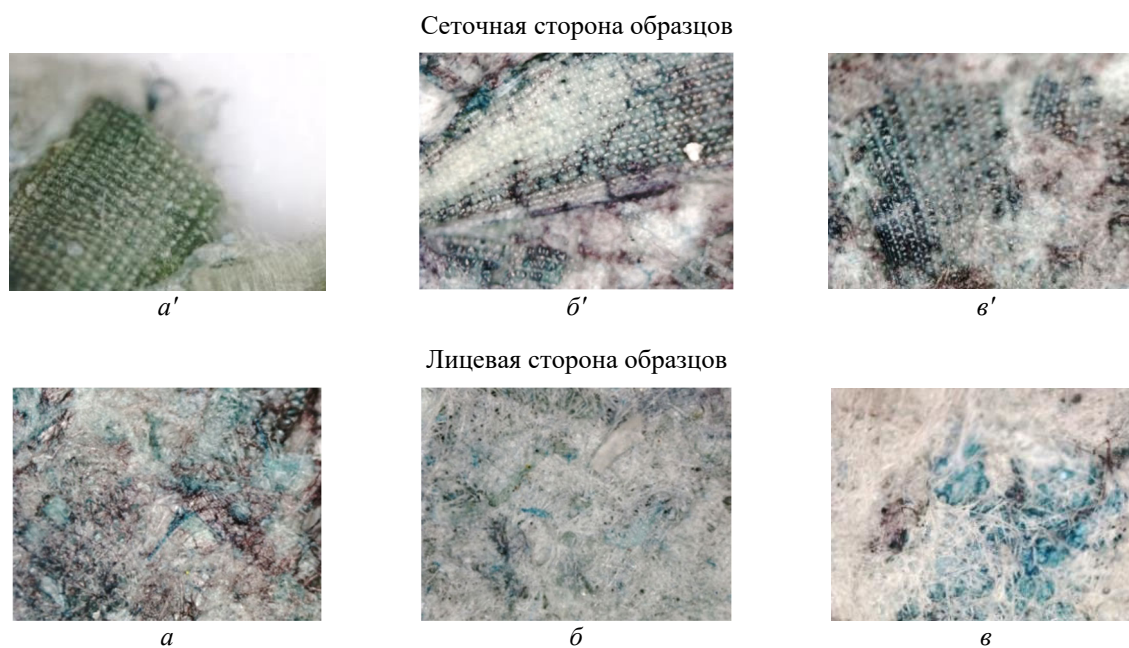 Сеточная сторона образцов
а' б' в'
Лицевая сторона образцов
а б в